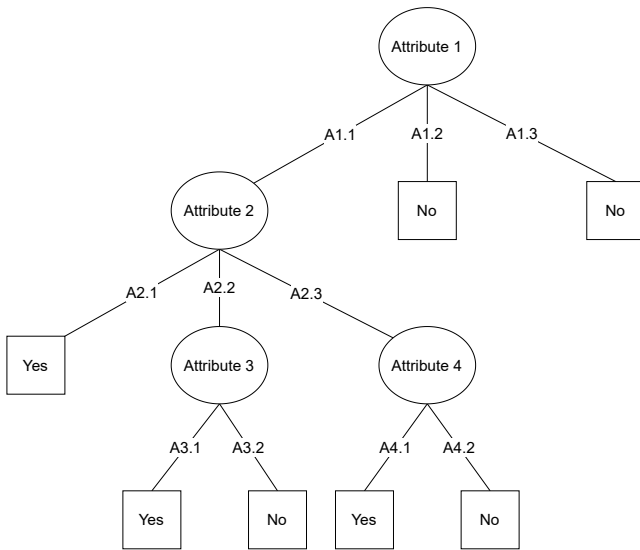 Attribute 1
A1.1
A1.2
A1.3
Attribute 2
No
No
A2.1
A2.2
A2.3
Yes
Attribute 3
Attribute 4
A3.1
A3.2
A4.1
A4.2
Yes
No
Yes
No